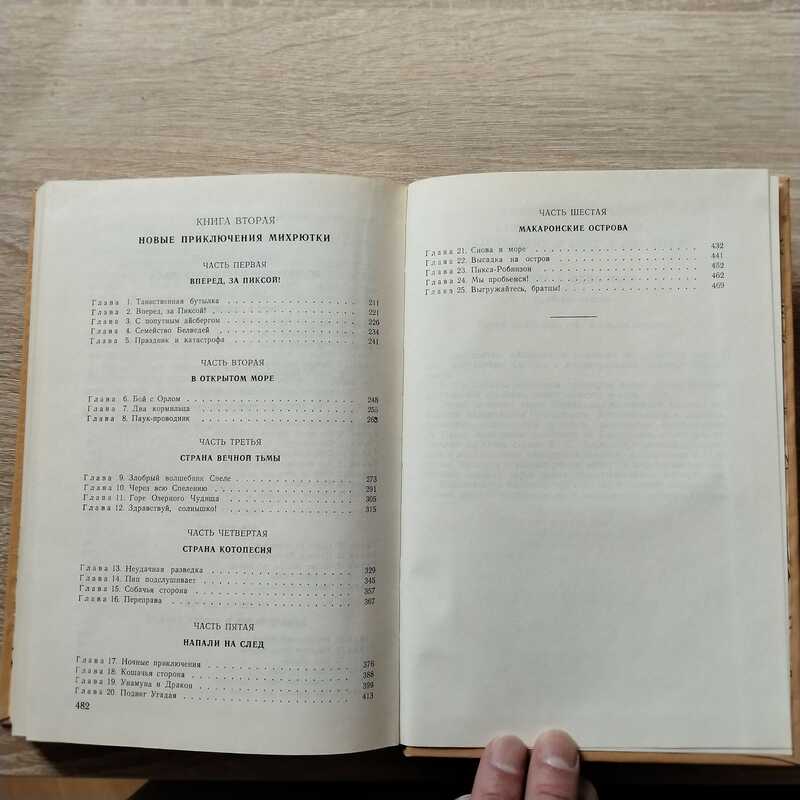 КНИГА ВТОРАЯ
НОВЫЕ ПРИКЛЮЧЕНИЯ МИХРЮТКИ
ЧАСТЬ ПЕРВАЯ
ВПЕРЕД, ЗА ПИКСОЙ!
Глава 1. Таинственная бутылка . . . . . . . . . . . . . . 211
Глава 2. Вперед, за Пиксой! . . . . . . . . . . . . . . 221
Глава 3. С попутным айсбергом . . . . . . . . . . . . . . 226
Глава 4. Семейство Белведей . . . . . . . . . . . . . . 234
Глава 5. Праздник и катастрофа . . . . . . . . . . . . . . 241
ЧАСТЬ ВТОРАЯ
В ОТКРЫТОМ МОРЕ
Глава 6. Бой с Орлом . . . . . . . . . . . . . . 248
Глава 7. Два кормильца . . . . . . . . . . . . . . 255
Глава 8. Паук-проводник . . . . . . . . . . . . . . 263
ЧАСТЬ ТРЕТЬЯ
СТРАНА ВЕЧНОЙ ТЬМЫ
Глава 9. Злобрый волшебник Спеле . . . . . . . . . . . . . . 273
Глава 10. Через всю Спелению . . . . . . . . . . . . . . 291
Глава 11. Горе Озерного Чудища . . . . . . . . . . . . . . 305
Глава 12. Здравствуй, солнышко! . . . . . . . . . . . . . . 315
ЧАСТЬ ЧЕТВЕРТАЯ
СТРАНА КОТОПЕСИЯ
Глава 13. Неудачная разведка . . . . . . . . . . . . . . 329
Глава 14. Пип подслушивает . . . . . . . . . . . . . . 345
Глава 15. Собачья сторона . . . . . . . . . . . . . . 357
Глава 16. Переправа . . . . . . . . . . . . . . 367
ЧАСТЬ ПЯТАЯ
НАПАЛИ НА СЛЕД
Глава 17. Ночные приключения . . . . . . . . . . . . . . 376
Глава 18. Кошачья сторона . . . . . . . . . . . . . . 388
Глава 19. Унамуна и Дракон . . . . . . . . . . . . . . 399
Глава 20. Подвиг Угадая . . . . . . . . . . . . . . 413
482
ЧАСТЬ ШЕСТАЯ
МАКАРОНСКИЕ ОСТРОВА
Глава 21. Снова в море . . . . . . . . . . . . . . 432
Глава 22. Высадка на остров . . . . . . . . . . . . . . 441
Глава 23. Пикса-Робинзон . . . . . . . . . . . . . . 452
Глава 24. Мы пробьемся! . . . . . . . . . . . . . . 462
Глава 25. Выгружайтесь, братцы! . . . . . . . . . . . . . . 469